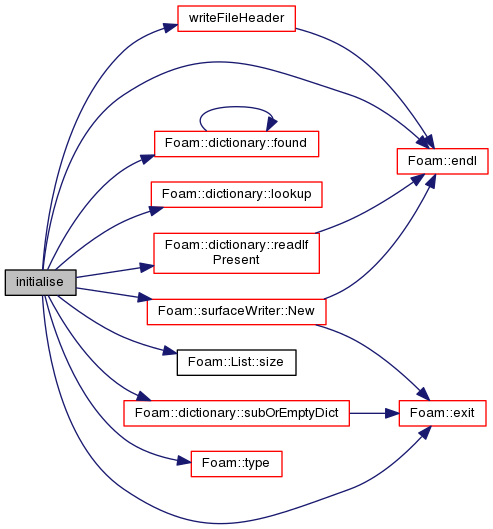 writeFileHeader
Foam::endl
Foam::dictionary::found
Foam::dictionary::lookup
Foam::dictionary::readIf
Present
initialise
Foam::surfaceWriter::New
Foam::List::size
Foam::dictionary::subOrEmptyDict
Foam::exit
Foam::type